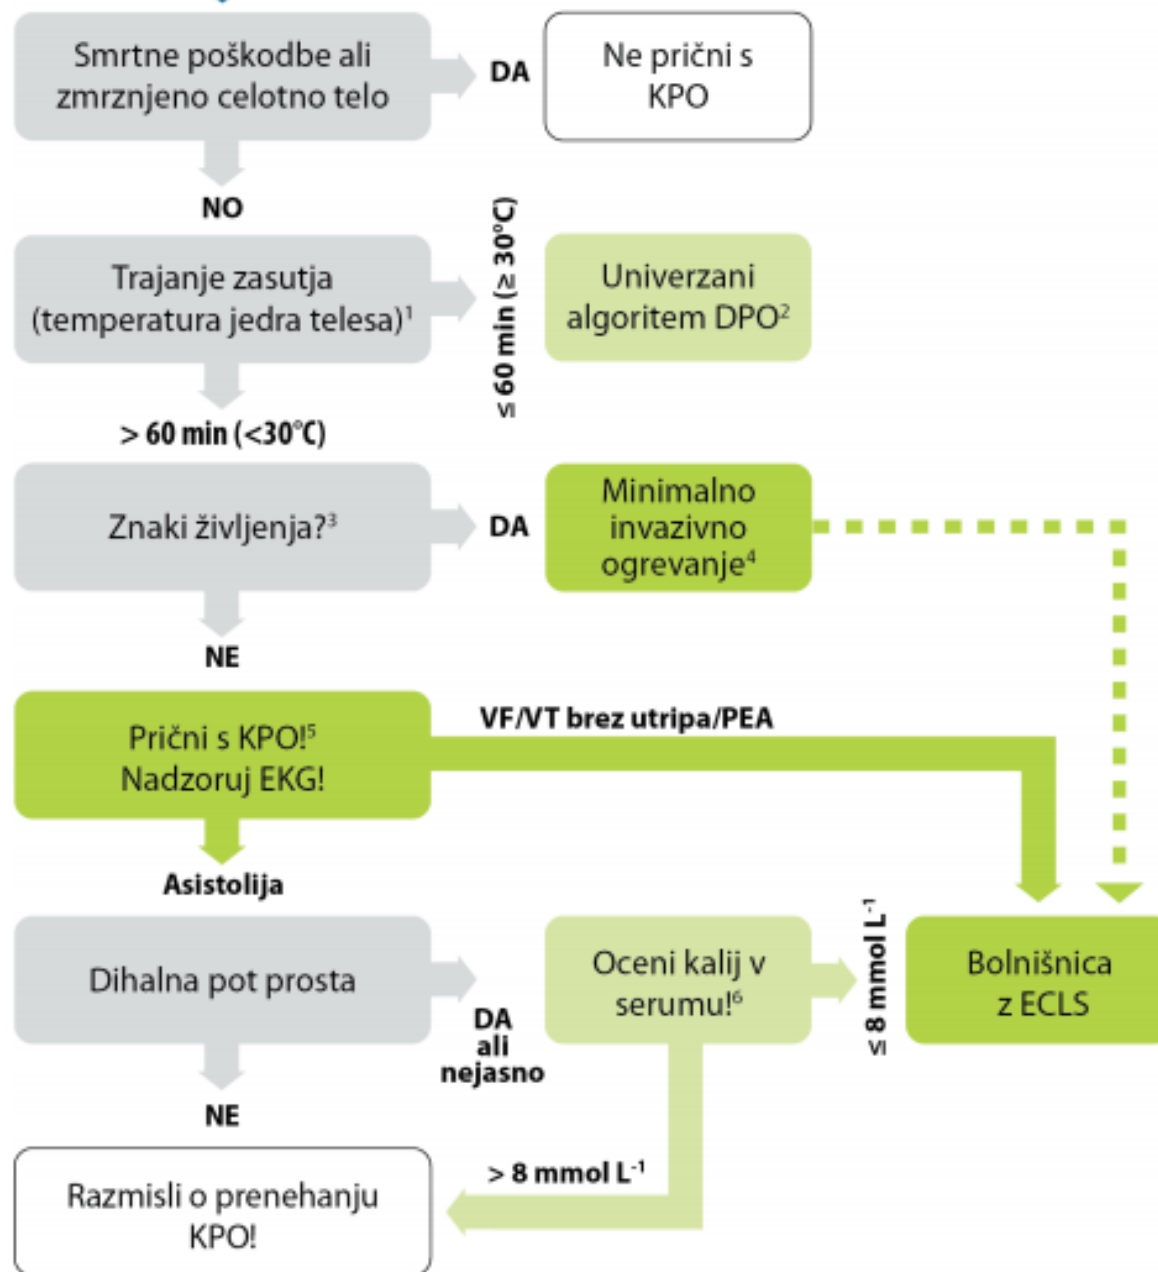 Smrtne poškodbe ali
zmrznjeno celotno telo
DA
Ne prični s
KPO
NO
Trajanje zasutja
(temperatura jedra telesa)¹
≤ 60 min (≥ 30°C)
Univerzani
algoritem DPO²
> 60 min (<30°C)
Znaki življenja?³
DA
Minimalno
invazivno
ogrevanje⁴
NE
Prični s KPO!⁵
Nadzoruj EKG!
VF/VT brez utripa/PEA
Asistolija
Dihalna pot prosta
DA
ali
nejasno
Oceni kalij v
serumu!⁶
≤ 8 mmol L⁻¹
Bolnišnica
z ECLS
NE
> 8 mmol L⁻¹
Razmisli o prenehanju
KPO!